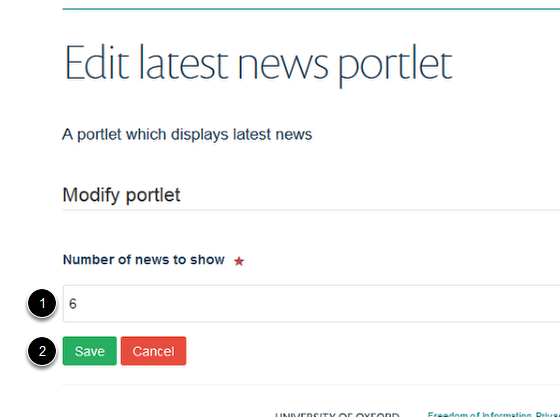 Edit latest news portlet
A portlet which displays latest news
Modify portlet
Number of news to show ★
1 6
2 Save Cancel
UNIVERSITY OF OXFORD Freedom of Information Privac